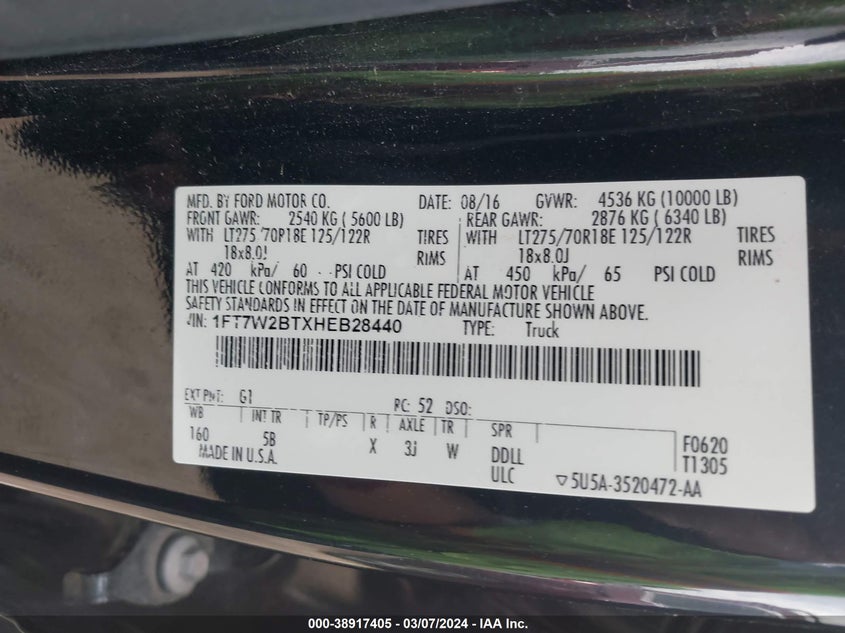 MFD. BY FORD MOTOR CO. DATE: 08/16 GVWR: 4536 KG (10000 LB)
FRONT GAWR: 2540 KG ( 5600 LB) REAR GAWR: 2876 KG ( 6340 LB)
WITH LT275/70R18E 125/122R TIRES WITH LT275/70R18E 125/122R TIRES
18x8.0J RIMS 18x8.0J RIMS
AT 420 kPa/ 60 PSI COLD AT 450 kPa/ 65 PSI COLD
THIS VEHICLE CONFORMS TO ALL APPLICABLE FEDERAL MOTOR VEHICLE
SAFETY STANDARDS IN EFFECT ON THE DATE OF MANUFACTURE SHOWN ABOVE.
VIN: 1FT7W2BTXHEB28440 TYPE: Truck
EXT PNT: G1 RC: 52 DSO:
WB INT TR TP/PS R AXLE TR SPR
160 5B X 3J W DDLL F0620
MADE IN U.S.A. ULC T1305
▽5U5A-3520472-AA
000-38917405 — 03/07/2024 — IAA Inc.